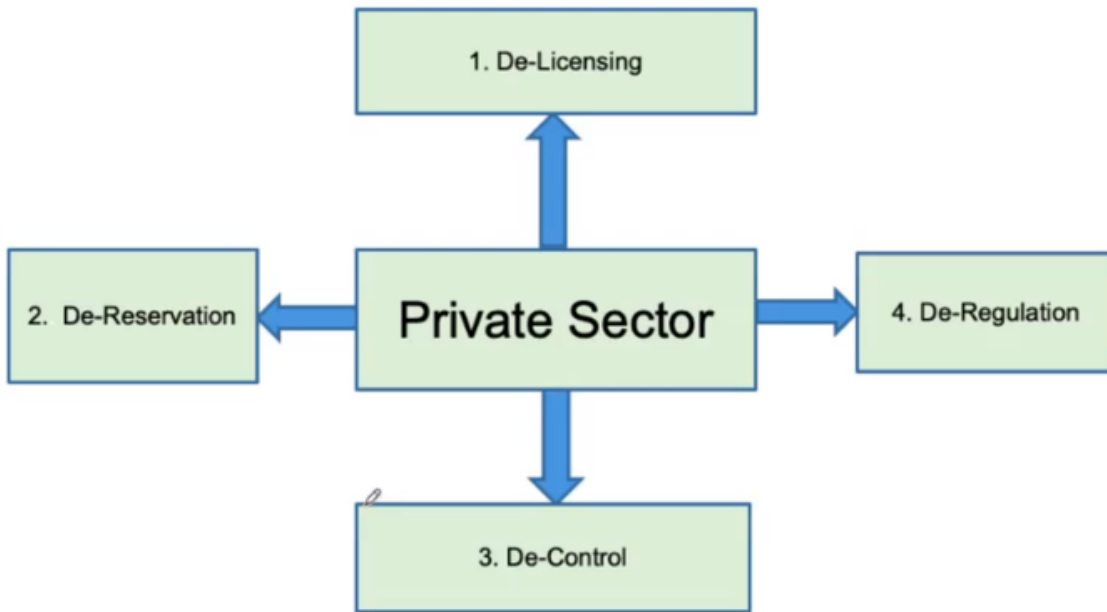 1. De-Licensing
2. De-Reservation
Private Sector
4. De-Regulation
3. De-Control